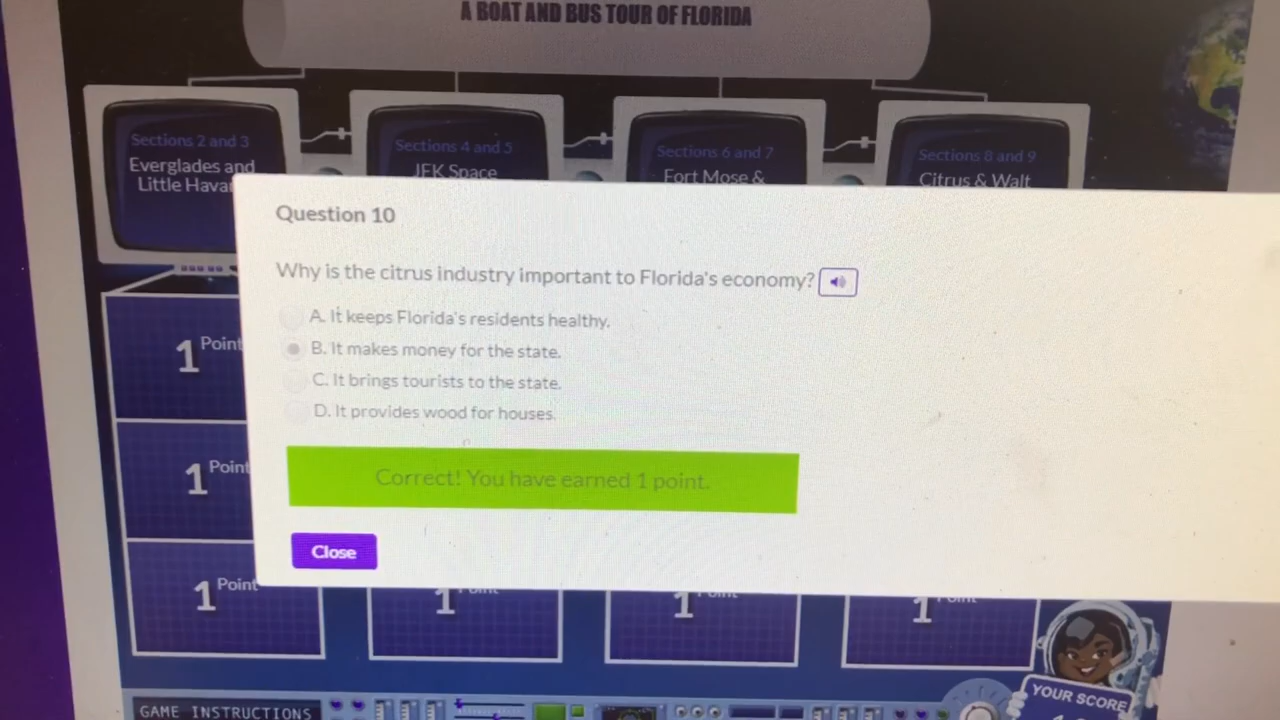 A BOAT AND BUS TOUR OF FLORIDA
Sections 2 and 3
Everglades and
Sections 4 and 5
JFK Space
Sections 6 and 7
Fort Mose &
Sections 8 and 9
Citrus & Walt
Little
Question 10
Why is the citrus industry important to Florida's economy?
A. It keeps Florida's residents healthy.
B. It makes money for the state.
C. It brings tourists to the state.
D. It provides wood for houses.
Correct! You have earned 1 point.
Close
1 Point
1 Point
1 Point
1
1
1
GAME INSTRUCTIONS
YOUR SCORE